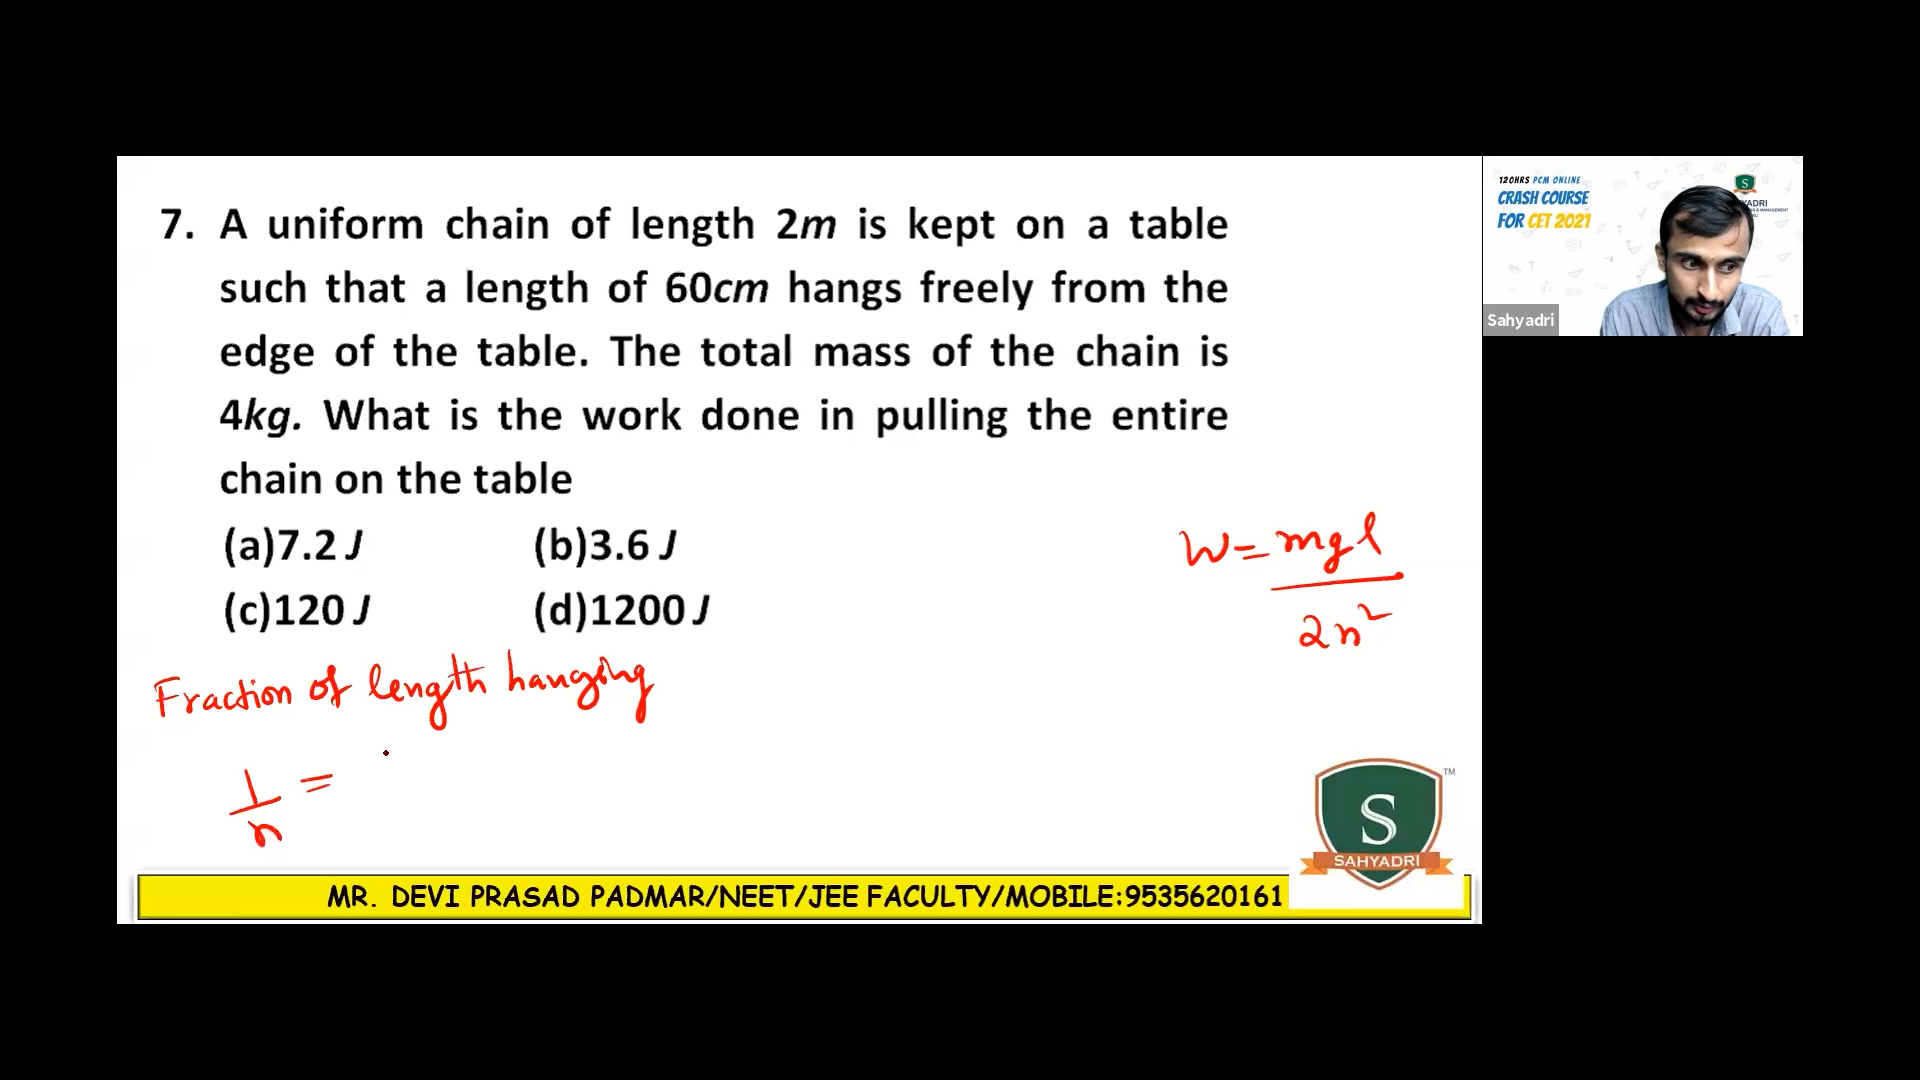 7. A uniform chain of length 2m is kept on a table
such that a length of 60cm hangs freely from the
edge of the table. The total mass of the chain is
4kg. What is the work done in pulling the entire
chain on the table
(a)7.2 J (b)3.6 J
(c)120 J (d)1200 J
W = mgl
2n²
Fraction of length hanging
1
n =
SAHYADRI
S
TM
MR. DEVI PRASAD PADMAR/NEET/JEE FACULTY/MOBILE:9535620161
120HRS PCM ONLINE
CRASH COURSE
FOR CET 2021
S
YADRI
Sahyadri